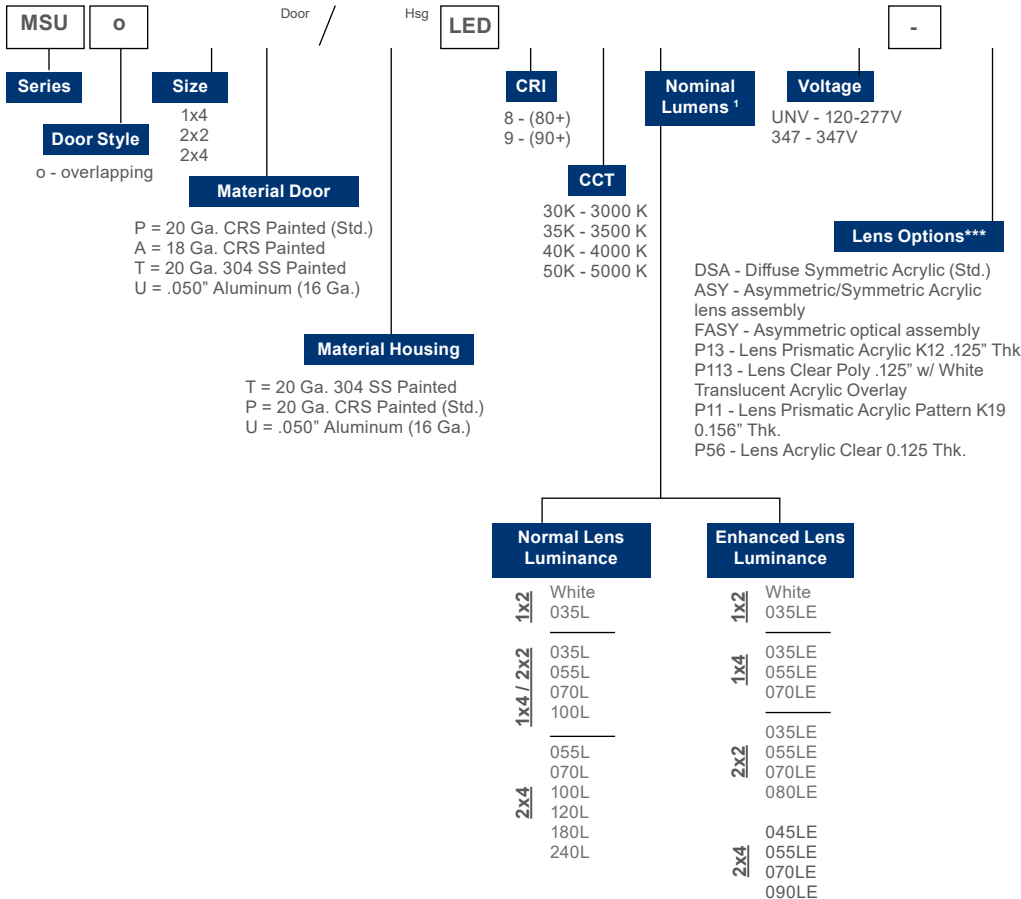 MSU
o
Door
Hsg
LED
-
Series
Size
1x4
2x2
2x4
Door Style
o - overlapping
Material Door
P = 20 Ga. CRS Painted (Std.)
A = 18 Ga. CRS Painted
T = 20 Ga. 304 SS Painted
U = .050” Aluminum (16 Ga.)
Material Housing
T = 20 Ga. 304 SS Painted
P = 20 Ga. CRS Painted (Std.)
U = .050” Aluminum (16 Ga.)
CRI
8 - (80+)
9 - (90+)
CCT
30K - 3000 K
35K - 3500 K
40K - 4000 K
50K - 5000 K
Nominal
Lumens ¹
Voltage
UNV - 120-277V
347 - 347V
Lens Options***
DSA - Diffuse Symmetric Acrylic (Std.)
ASY - Asymmetric/Symmetric Acrylic
lens assembly
FASY - Asymmetric optical assembly
P13 - Lens Prismatic Acrylic K12 .125” Thk
P113 - Lens Clear Poly .125” w/ White
Translucent Acrylic Overlay
P11 - Lens Prismatic Acrylic Pattern K19
0.156” Thk.
P56 - Lens Acrylic Clear 0.125 Thk.
Normal Lens
Luminance
1x2
White
035L
1x4 / 2x2
035L
055L
070L
100L
2x4
055L
070L
100L
120L
180L
240L
Enhanced Lens
Luminance
1x2
White
035LE
1x4
035LE
055LE
070LE
2x2
035LE
055LE
070LE
080LE
2x4
045LE
055LE
070LE
090LE